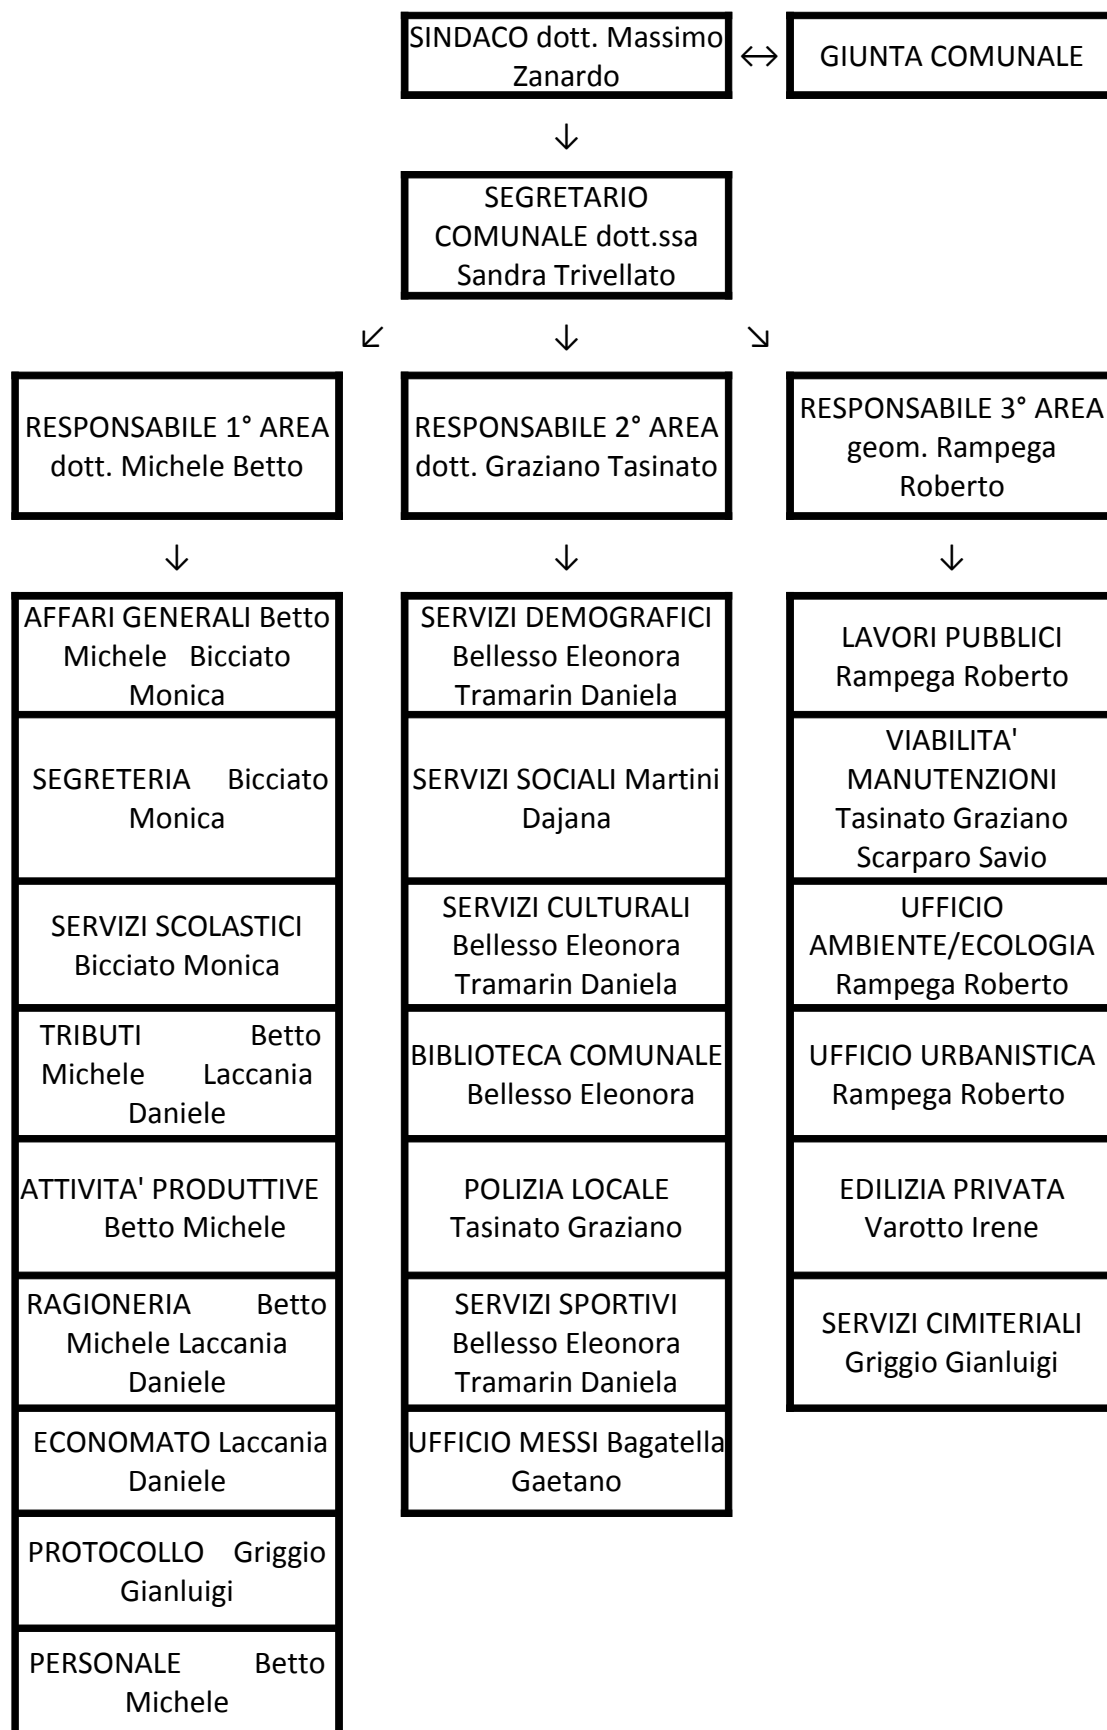 SINDACO dott. Massimo
Zanardo
↔
GIUNTA COMUNALE
↓
SEGRETARIO
COMUNALE dott.ssa
Sandra Trivellato
↙ ↓ ↘
RESPONSABILE 1° AREA
dott. Michele Betto
RESPONSABILE 2° AREA
dott. Graziano Tasinato
RESPONSABILE 3° AREA
geom. Rampega
Roberto
↓ ↓ ↓
AFFARI GENERALI Betto
Michele Bicciato
Monica
SEGRETERIA Bicciato
Monica
SERVIZI SCOLASTICI
Bicciato Monica
TRIBUTI Betto
Michele Laccania
Daniele
ATTIVITA' PRODUTTIVE
Betto Michele
RAGIONERIA Betto
Michele Laccania
Daniele
ECONOMATO Laccania
Daniele
PROTOCOLLO Griggio
Gianluigi
PERSONALE Betto
Michele
SERVIZI DEMOGRAFICI
Bellesso Eleonora
Tramarin Daniela
SERVIZI SOCIALI Martini
Dajana
SERVIZI CULTURALI
Bellesso Eleonora
Tramarin Daniela
BIBLIOTECA COMUNALE
Bellesso Eleonora
POLIZIA LOCALE
Tasinato Graziano
SERVIZI SPORTIVI
Bellesso Eleonora
Tramarin Daniela
UFFICIO MESSI Bagatella
Gaetano
LAVORI PUBBLICI
Rampega Roberto
VIABILITA'
MANUTENZIONI
Tasinato Graziano
Scarparo Savio
UFFICIO
AMBIENTE/ECOLOGIA
Rampega Roberto
UFFICIO URBANISTICA
Rampega Roberto
EDILIZIA PRIVATA
Varotto Irene
SERVIZI CIMITERIALI
Griggio Gianluigi